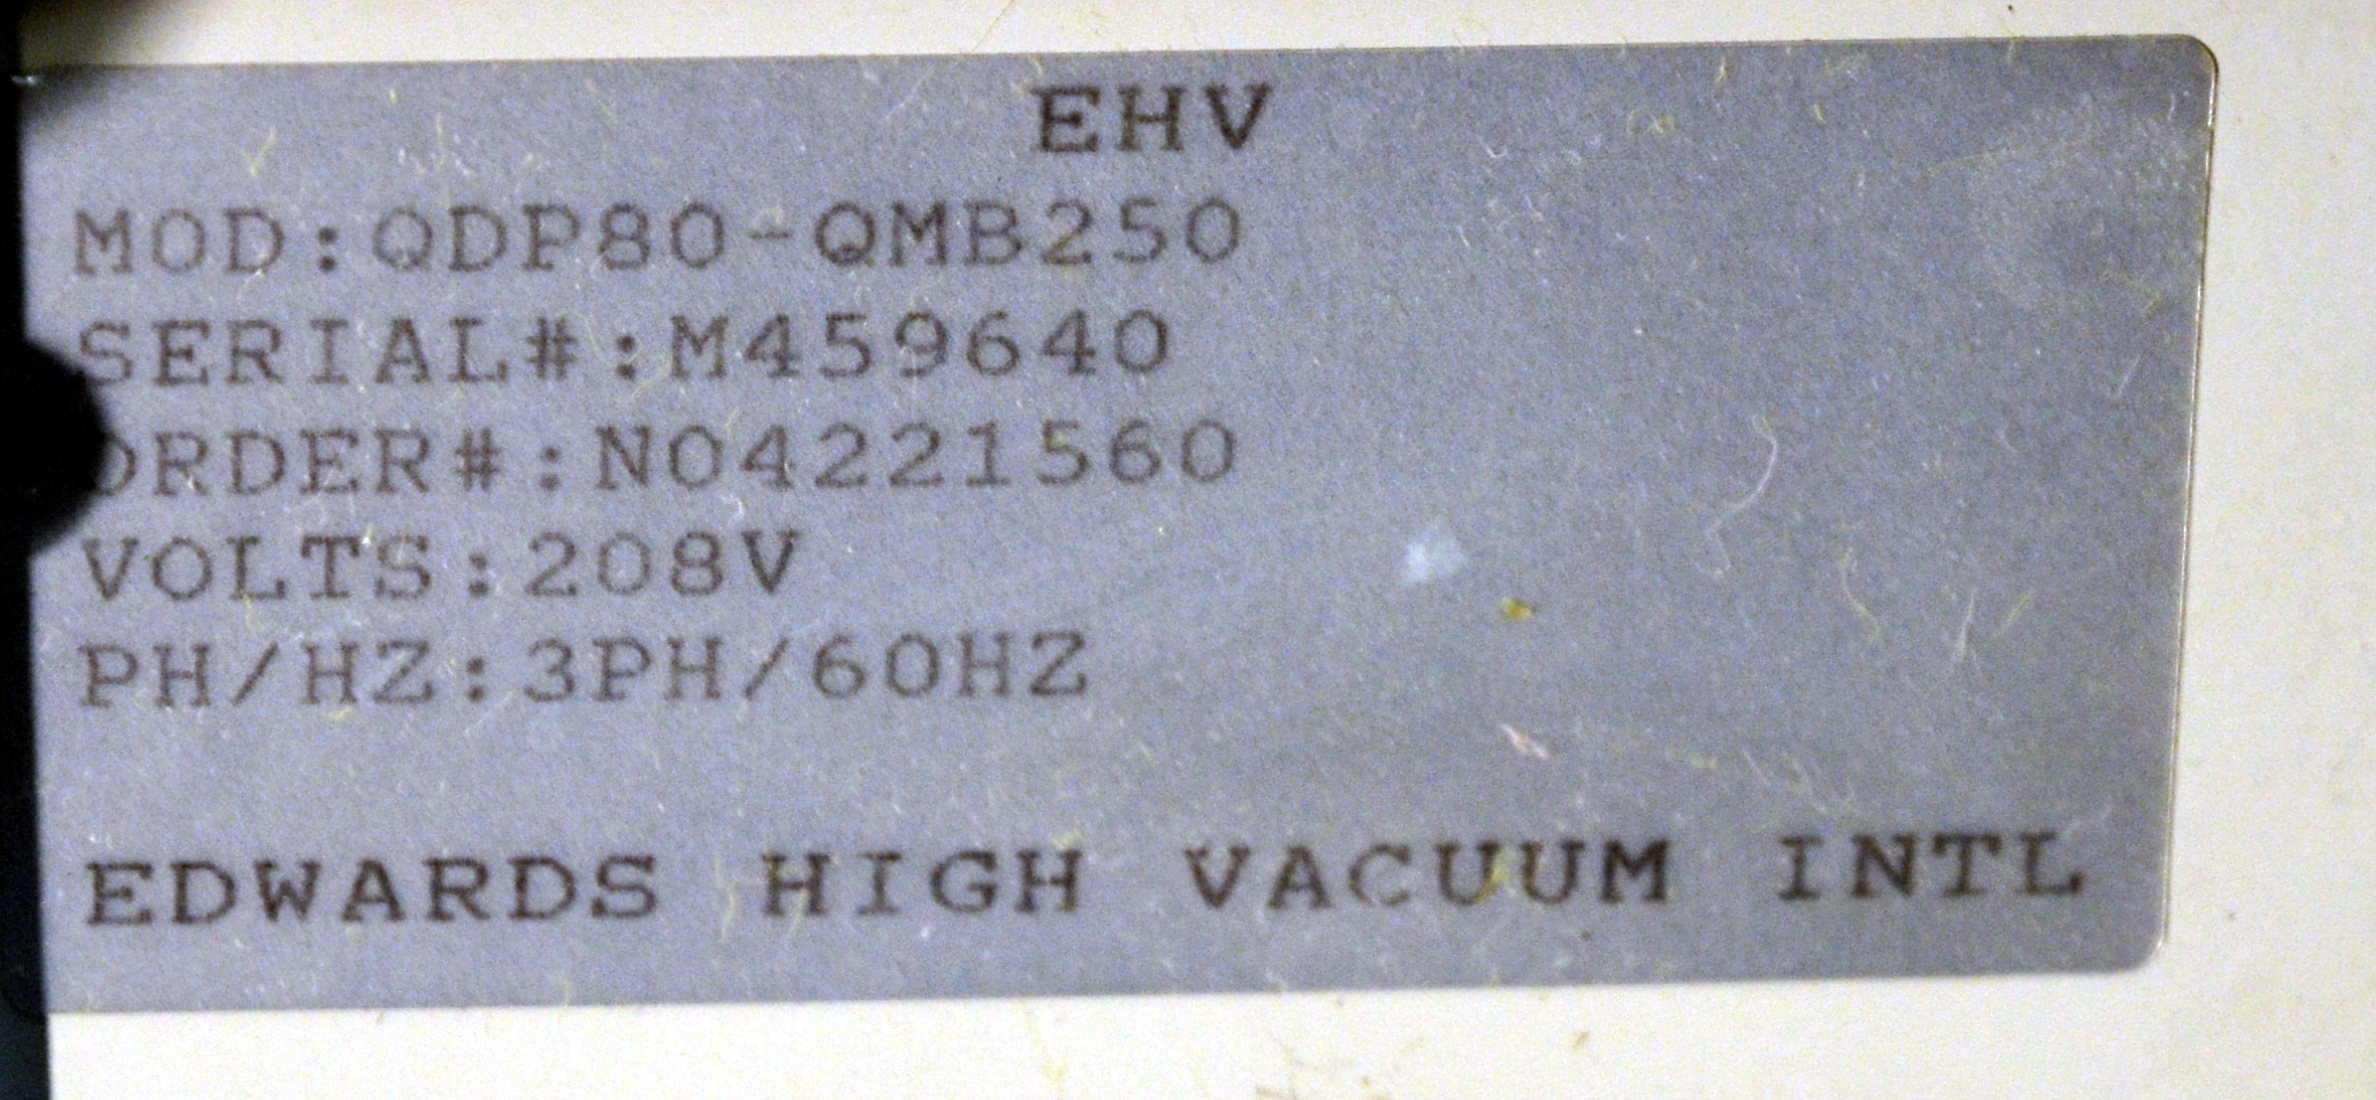 EHV
MOD:QDP80-QMB250
SERIAL#:M459640
ORDER#:N04221560
VOLTS:208V
PH/HZ:3PH/60HZ
EDWARDS HIGH VACUUM INTL